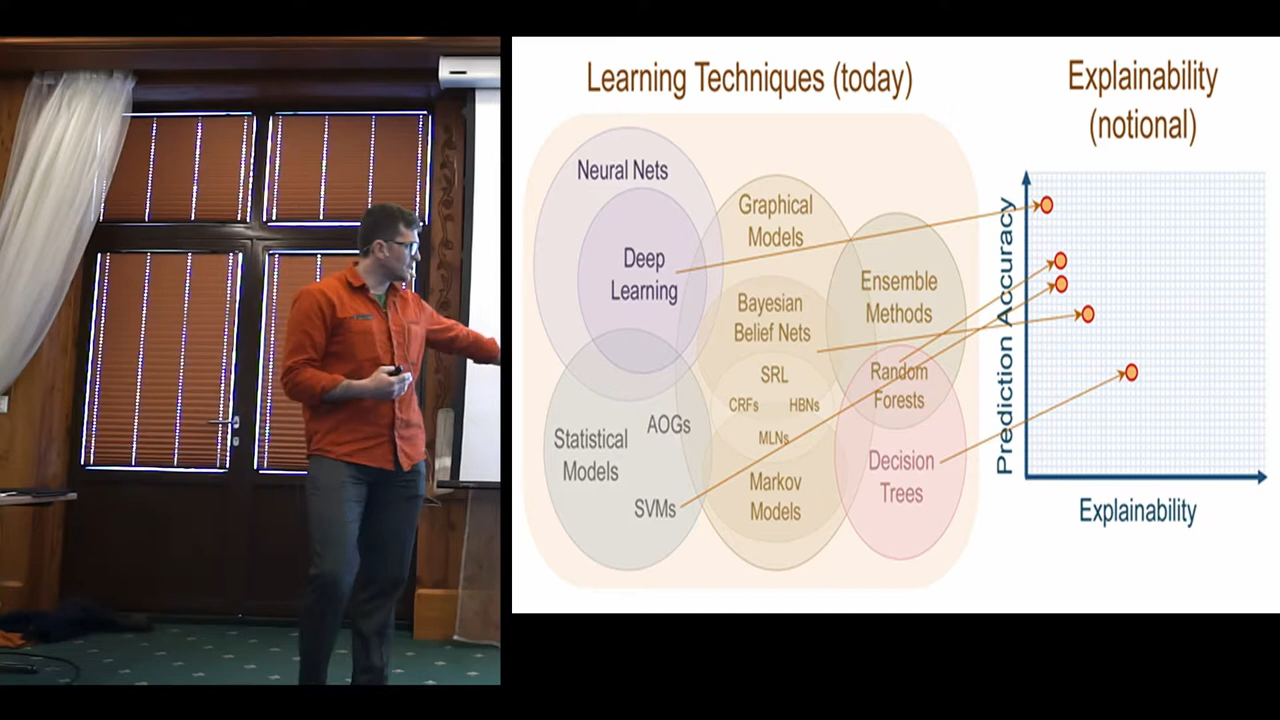 Learning Techniques (today)
Explainability
(notional)
Neural Nets
Graphical
Models
Deep
Learning
Ensemble
Methods
Bayesian
Belief Nets
SRL
CRFs
HBNs
MLNs
Random
Forests
AOGs
Statistical
Models
SVMs
Markov
Models
Decision
Trees
Prediction Accuracy
Explainability